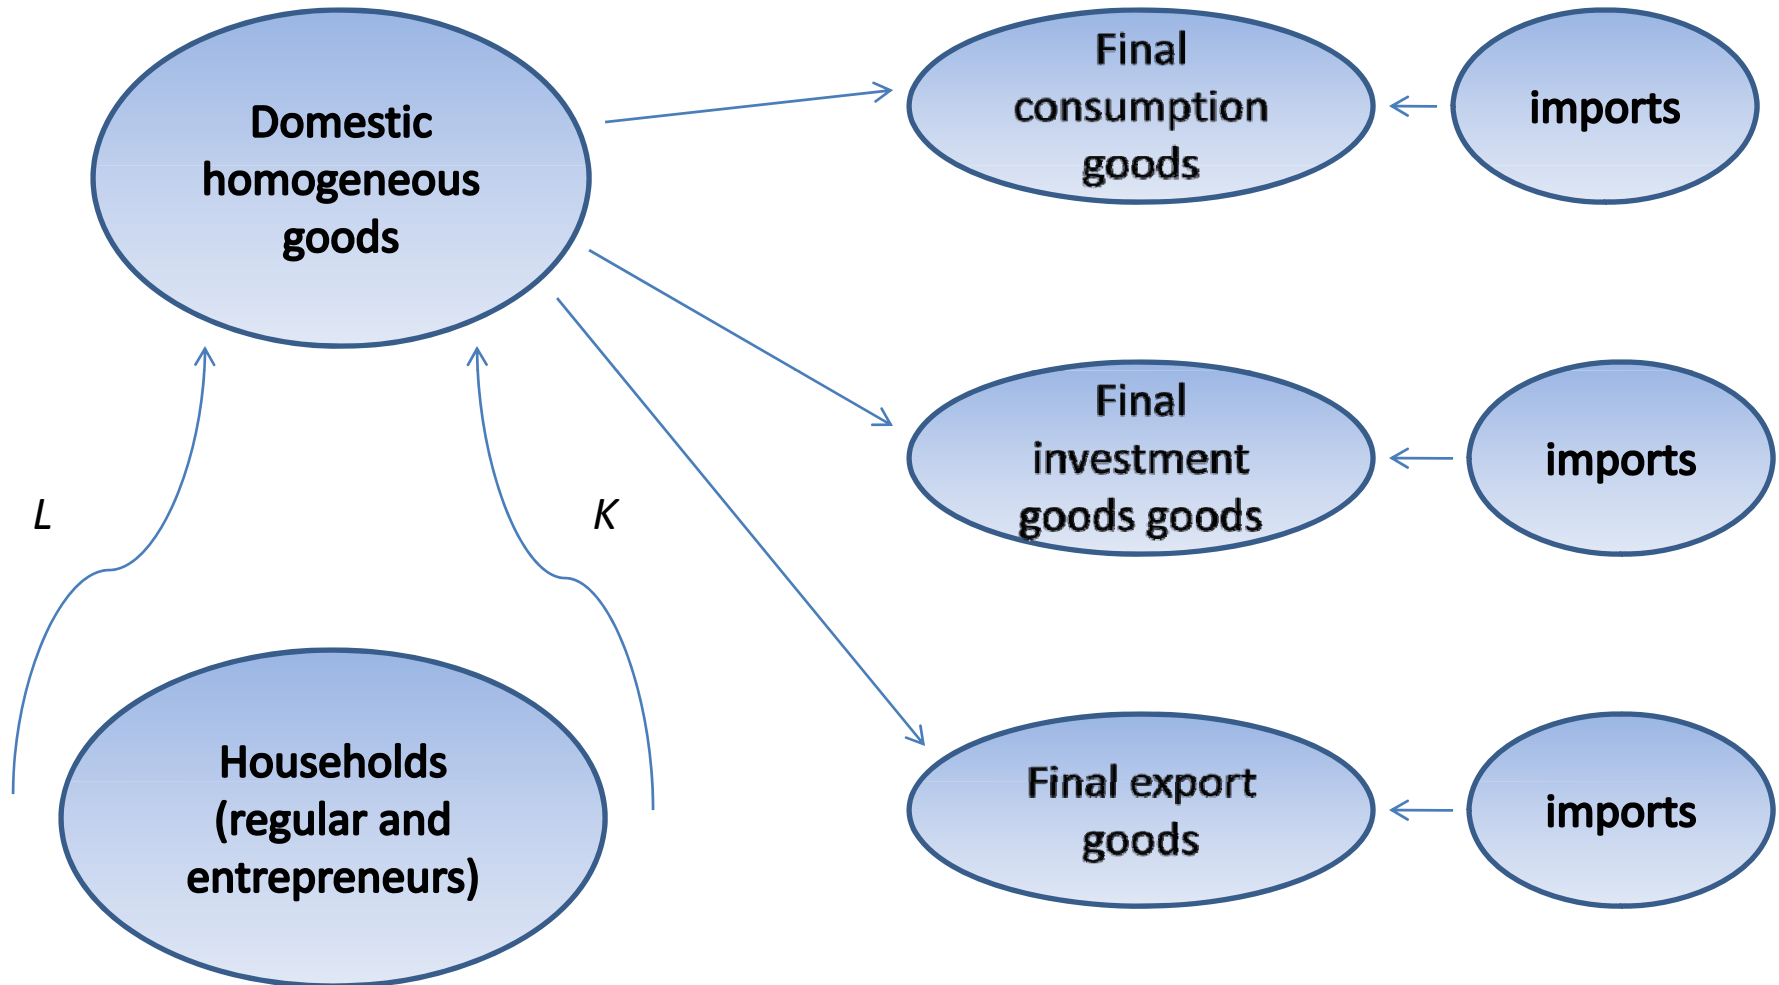 Domestic
homogeneous
goods
Final
consumption
goods
imports
Final
investment
goods goods
imports
L
K
Households
(regular and
entrepreneurs)
Final export
goods
imports